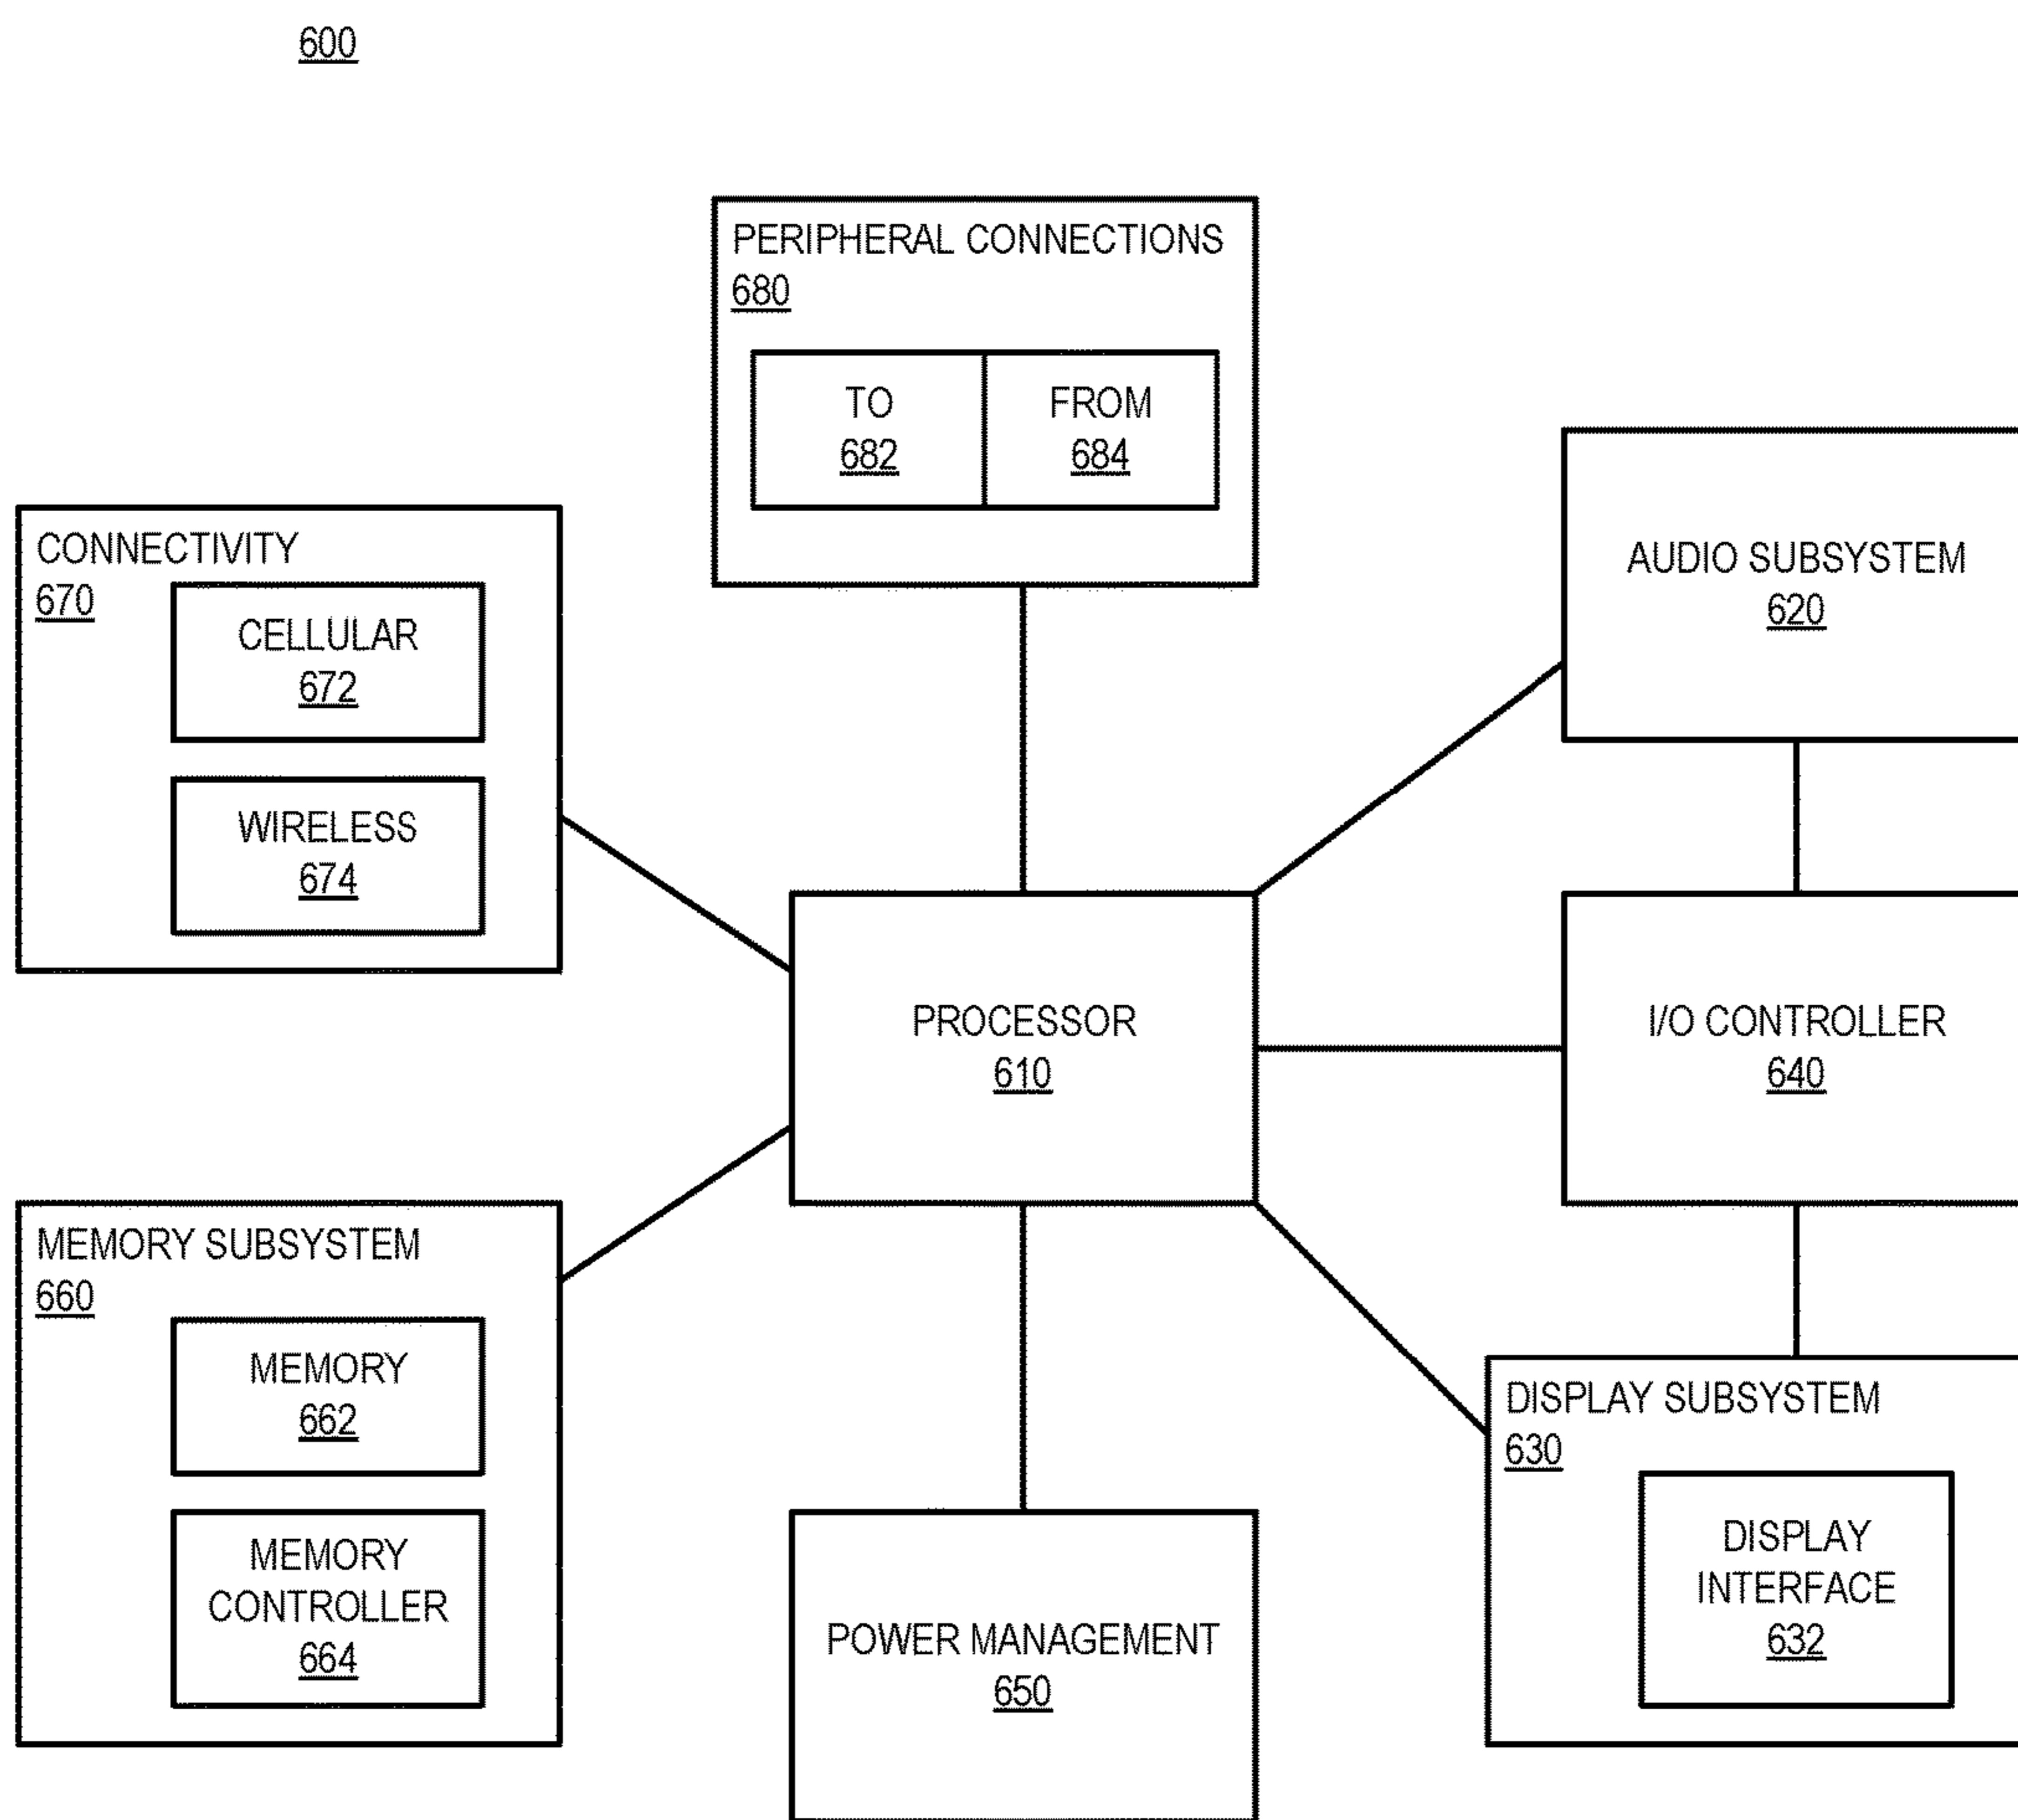 600
PERIPHERAL CONNECTIONS
680
TO
682
FROM
684
CONNECTIVITY
670
CELLULAR
672
WIRELESS
674
AUDIO SUBSYSTEM
620
PROCESSOR
610
I/O CONTROLLER
640
MEMORY SUBSYSTEM
660
MEMORY
662
MEMORY
CONTROLLER
664
POWER MANAGEMENT
650
DISPLAY SUBSYSTEM
630
DISPLAY
INTERFACE
632